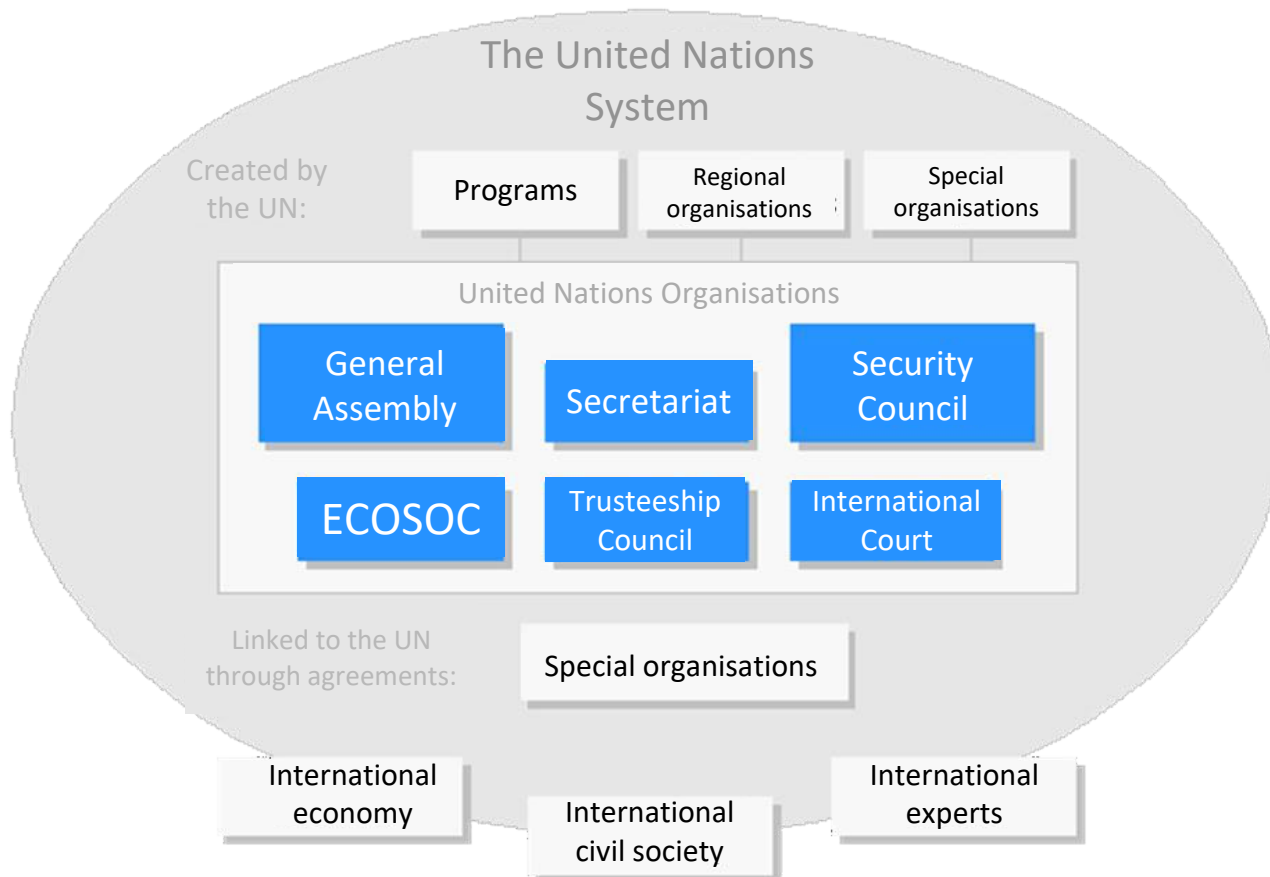 The United Nations
System
Created by
the UN:
Programs
Regional
organisations
Special
organisations
United Nations Organisations
General
Assembly
Secretariat
Security
Council
ECOSOC
Trusteeship
Council
International
Court
Linked to the UN
through agreements:
Special organisations
International
economy
International
civil society
International
experts